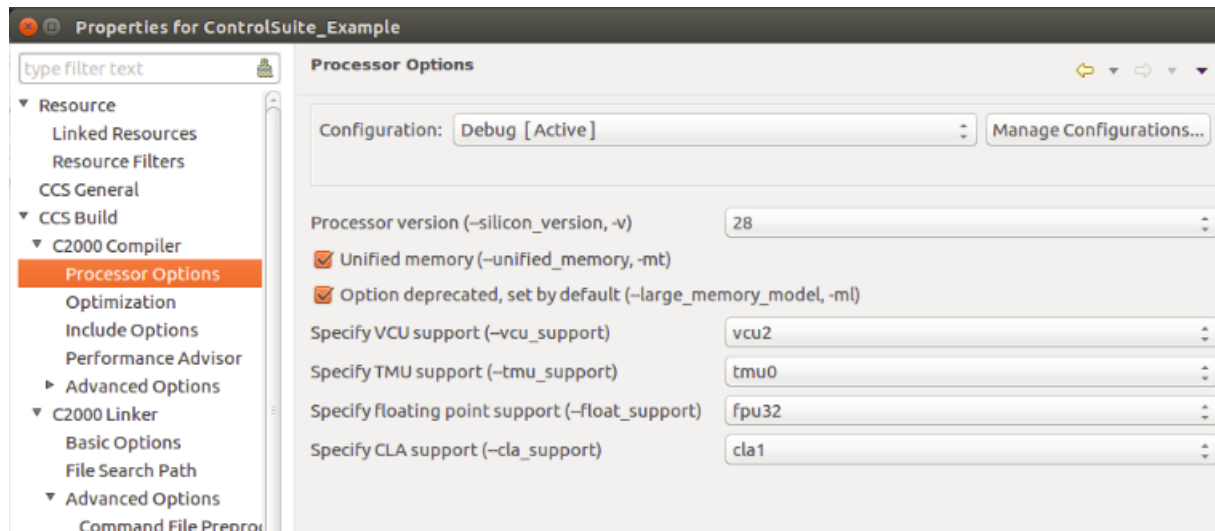 Properties for ControlSuite_Example
type filter text
Resource
Linked Resources
Resource Filters
CCS General
CCS Build
C2000 Compiler
Processor Options
Optimization
Include Options
Performance Advisor
Advanced Options
C2000 Linker
Basic Options
File Search Path
Advanced Options
Command File Preproc
Processor Options
Configuration: Debug [Active] Manage Configurations...
Processor version (--silicon_version, -v) 28
Unified memory (--unified_memory, -mt)
Option deprecated, set by default (--large_memory_model, -ml)
Specify VCU support (--vcu_support) vcu2
Specify TMU support (--tmu_support) tmu0
Specify floating point support (--float_support) fpu32
Specify CLA support (--cla_support) cla1